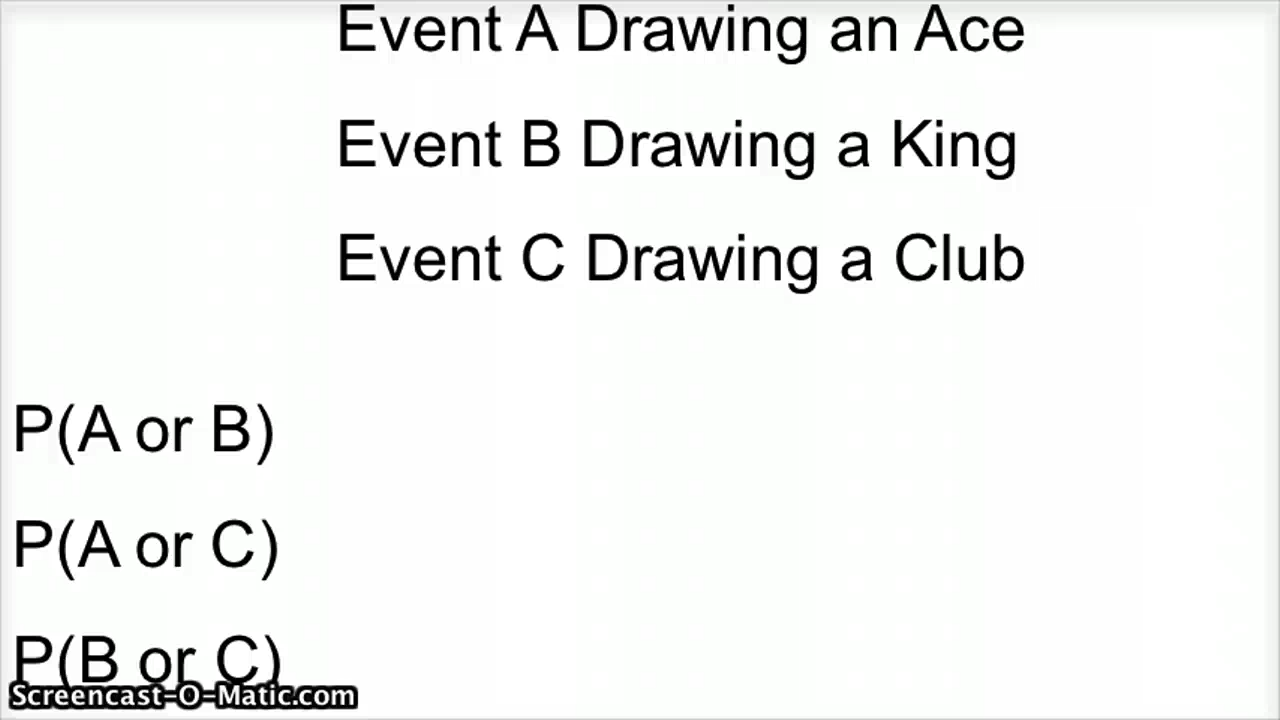 Event A Drawing an Ace
Event B Drawing a King
Event C Drawing a Club
P(A or B)
P(A or C)
P(B or C)
Screencast-O-Matic.com